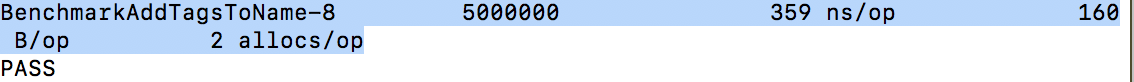 BenchmarkAddTagsToName-8 5000000 359 ns/op 160
B/op 2 allocs/op
PASS